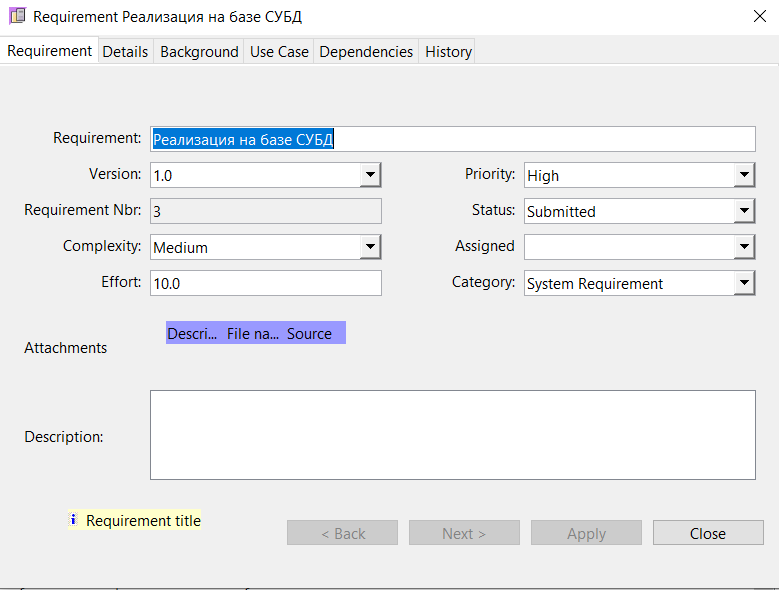 Requirement Реализация на базе СУБД
Requirement Details Background Use Case Dependencies History
Requirement: Реализация на базе СУБД
Version: 1.0 Priority: High
Requirement Nbr: 3 Status: Submitted
Complexity: Medium Assigned
Effort: 10.0 Category: System Requirement
Descri... File na... Source
Attachments
Description:
i Requirement title
< Back Next > Apply Close